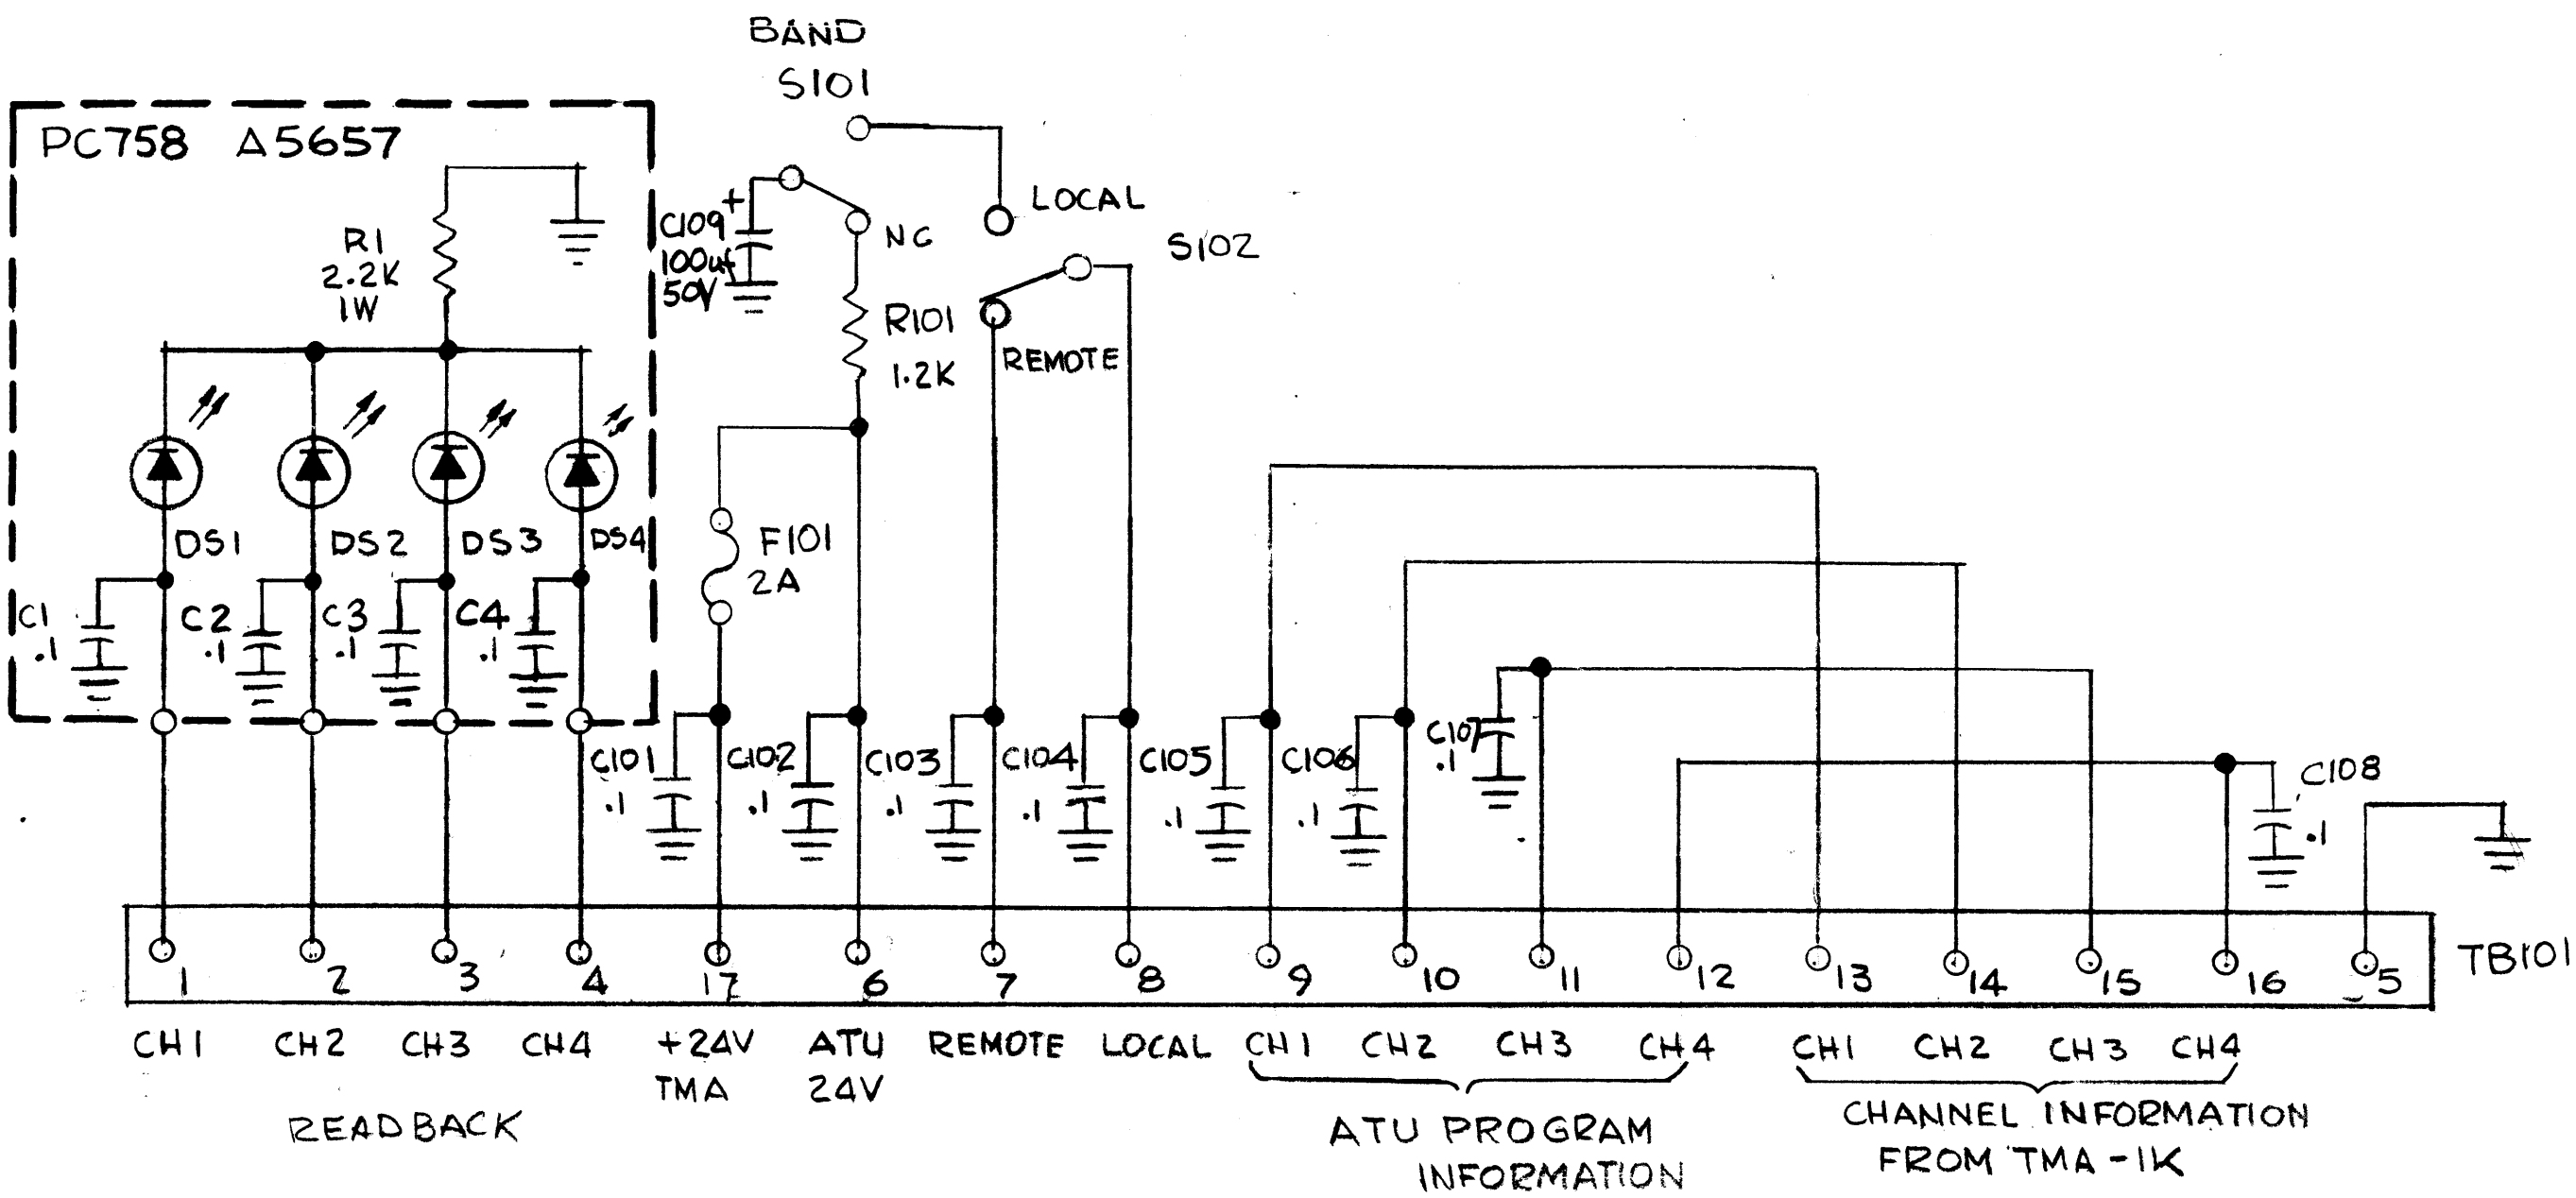 BAND
S101
PC758 A5657
R1
2.2K
1W
C109
+
100uf
50V
NC
LOCAL
S102
R101
1.2K
REMOTE
DS1
DS2
DS3
DS4
F101
2A
C1
.1
C2
.1
C3
.1
C4
.1
C101
.1
C102
.1
C103
.1
C104
.1
C105
.1
C106
.1
C107
.1
C108
.1
1 2 3 4 17 6 7 8 9 10 11 12 13 14 15 16 5
TB101
CH1 CH2 CH3 CH4 +24V ATU REMOTE LOCAL CH1 CH2 CH3 CH4 CH1 CH2 CH3 CH4
TMA 24V
READBACK
ATU PROGRAM
INFORMATION
CHANNEL INFORMATION
FROM TMA-1K